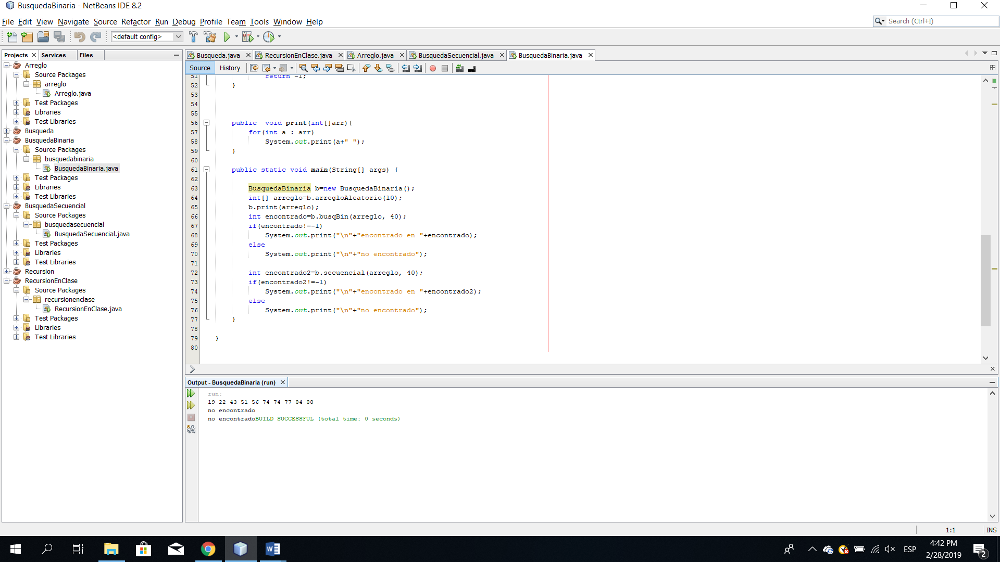 BusquedaBinaria - NetBeans IDE 8.2
File Edit View Navigate Source Refactor Run Debug Profile Team Tools Window Help
Search (Ctrl+I)
<default config>
Projects Services Files
Arreglo
Source Packages
arreglo
Arreglo.java
Test Packages
Libraries
Test Libraries
Busqueda
BusquedaBinaria
Source Packages
busquedabinaria
BusquedaBinaria.java
Test Packages
Libraries
Test Libraries
BusquedaSecuencial
Source Packages
busquedasecuencial
BusquedaSecuencial.java
Test Packages
Libraries
Test Libraries
Recursion
RecursionEnClase
Source Packages
recursionenclase
RecursionEnClase.java
Test Packages
Libraries
Test Libraries
Busqueda.java RecursionEnClase.java Arreglo.java BusquedaSecuencial.java BusquedaBinaria.java
Source History
51 return -1;
52 }
53
54
55
56 public  void print(int[]arr){
57 for(int a : arr)
58 System.out.print(a+" ");
59 }
60
61 public static void main(String[] args) {
62
63 BusquedaBinaria b=new BusquedaBinaria();
64 int[] arreglo=b.arregloAleatorio(10);
65 b.print(arreglo);
66 int encontrado=b.busqBin(arreglo, 40);
67 if(encontrado!=-1)
68 System.out.print("\n"+"encontrado en "+encontrado);
69 else
70 System.out.print("\n"+"no encontrado");
71
72 int encontrado2=b.secuencial(arreglo, 40);
73 if(encontrado2!=-1)
74 System.out.print("\n"+"encontrado en "+encontrado2);
75 else
76 System.out.print("\n"+"no encontrado");
77 }
78
79 }
80
Output - BusquedaBinaria (run)
run:
19 22 43 51 56 74 74 77 84 88
no encontrado
no encontradoBUILD SUCCESSFUL (total time: 0 seconds)
1:1 INS
ESP
4:42 PM
2/28/2019
2